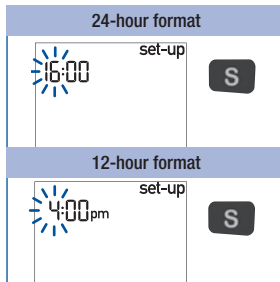 24-hour format
set-up
16:00
S
12-hour format
set-up
4:00pm
S